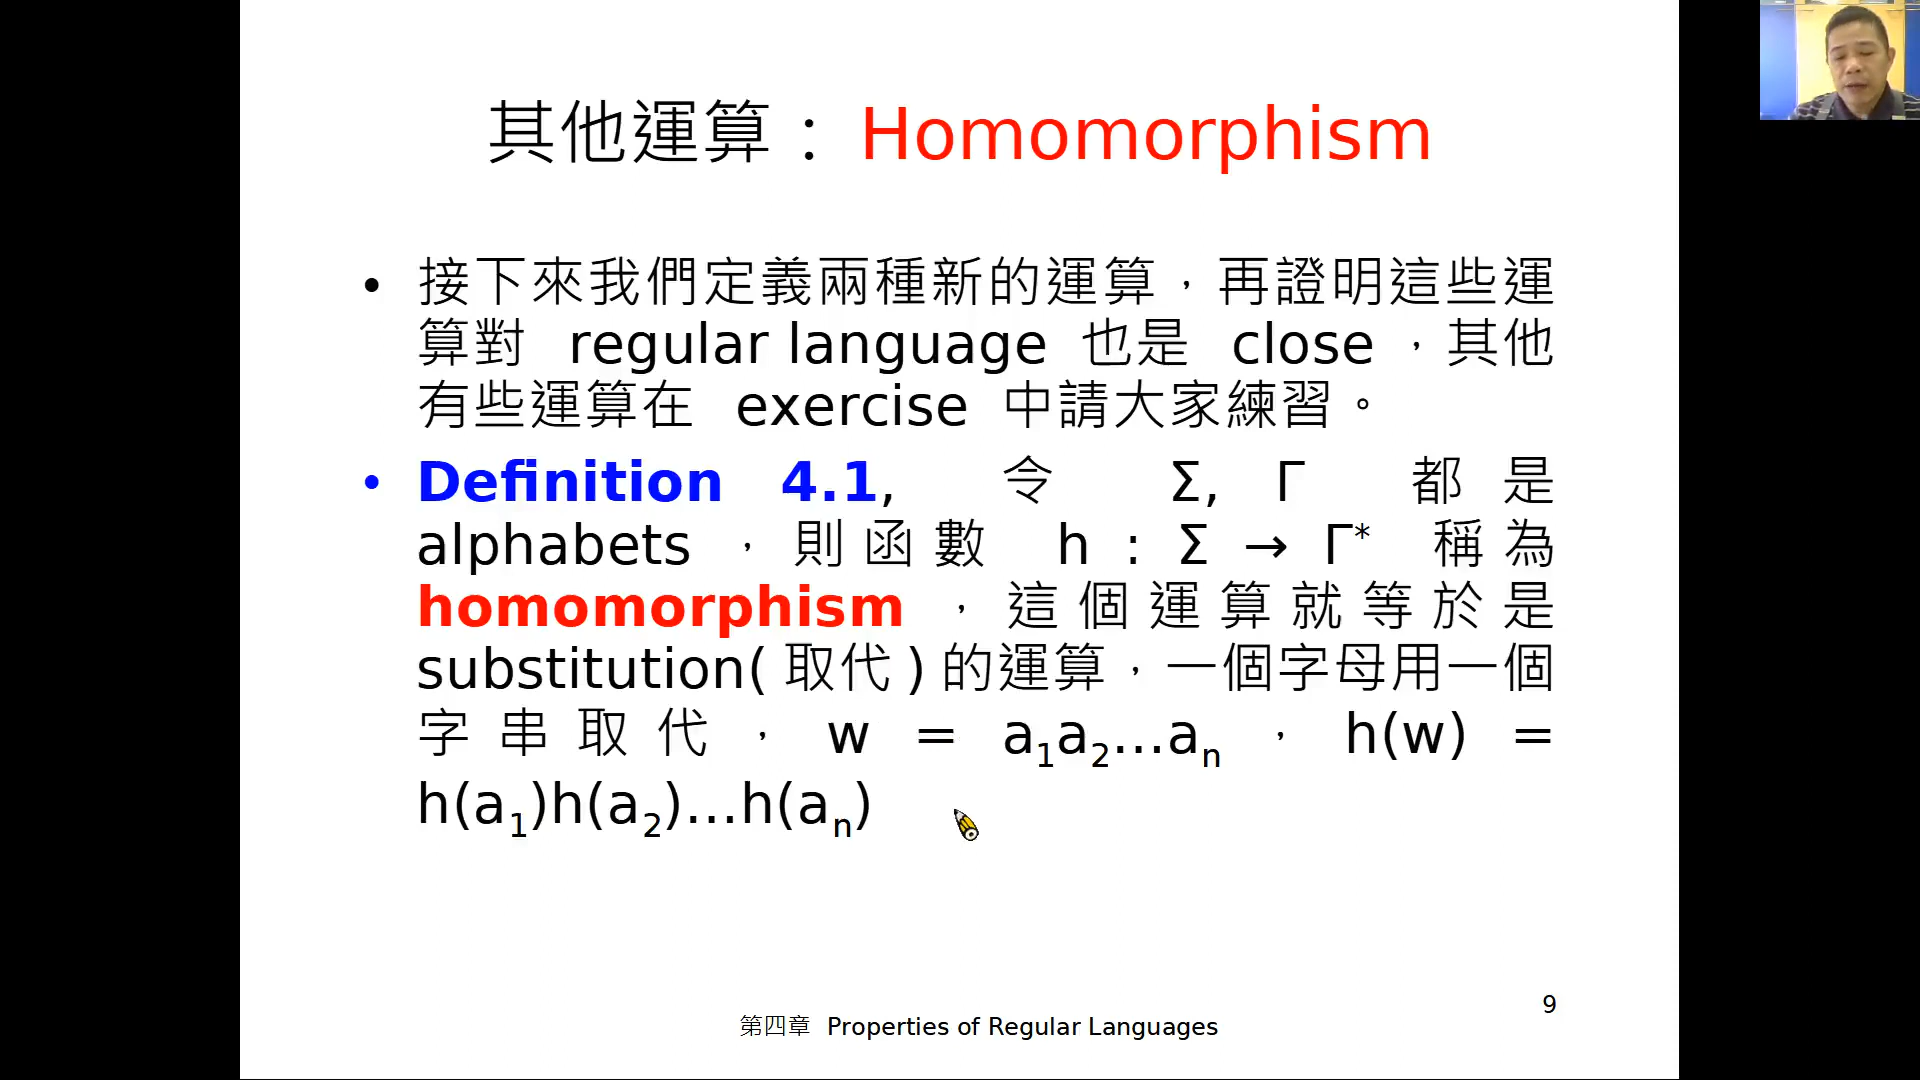 其他運算：Homomorphism
• 接下來我們定義兩種新的運算，再證明這些運
算對 regular language 也是 close，其他
有些運算在 exercise 中請大家練習。
• Definition 4.1, 令 Σ, Γ 都是
alphabets，則函數 h : Σ → Γ* 稱為
homomorphism，這個運算就等於是
substitution(取代)的運算，一個字母用一個
字串取代，w = a₁a₂…aₙ，h(w) =
h(a₁)h(a₂)…h(aₙ)
9
第四章 Properties of Regular Languages